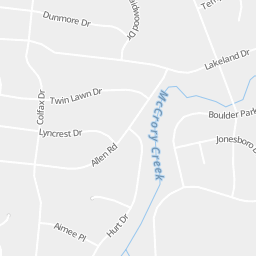 Dunmore Dr
Lakeland Dr
Twin Lawn Dr
Colfax Dr
McCrory Creek
Boulder Park
Lyncrest Dr
Jonesboro
Allen Rd
Aimee Pl
Hurt Dr